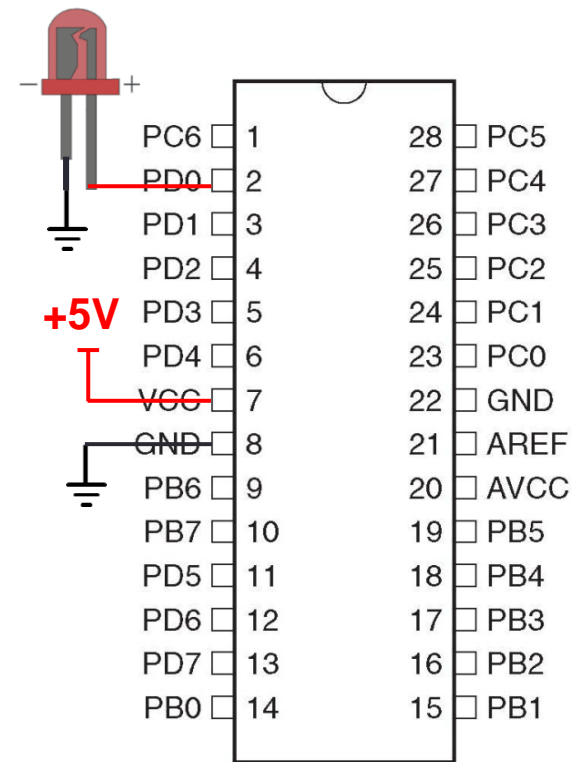 − +
PC6 1 28 PC5
PD0 2 27 PC4
PD1 3 26 PC3
PD2 4 25 PC2
+5V PD3 5 24 PC1
PD4 6 23 PC0
VCC 7 22 GND
GND 8 21 AREF
PB6 9 20 AVCC
PB7 10 19 PB5
PD5 11 18 PB4
PD6 12 17 PB3
PD7 13 16 PB2
PB0 14 15 PB1